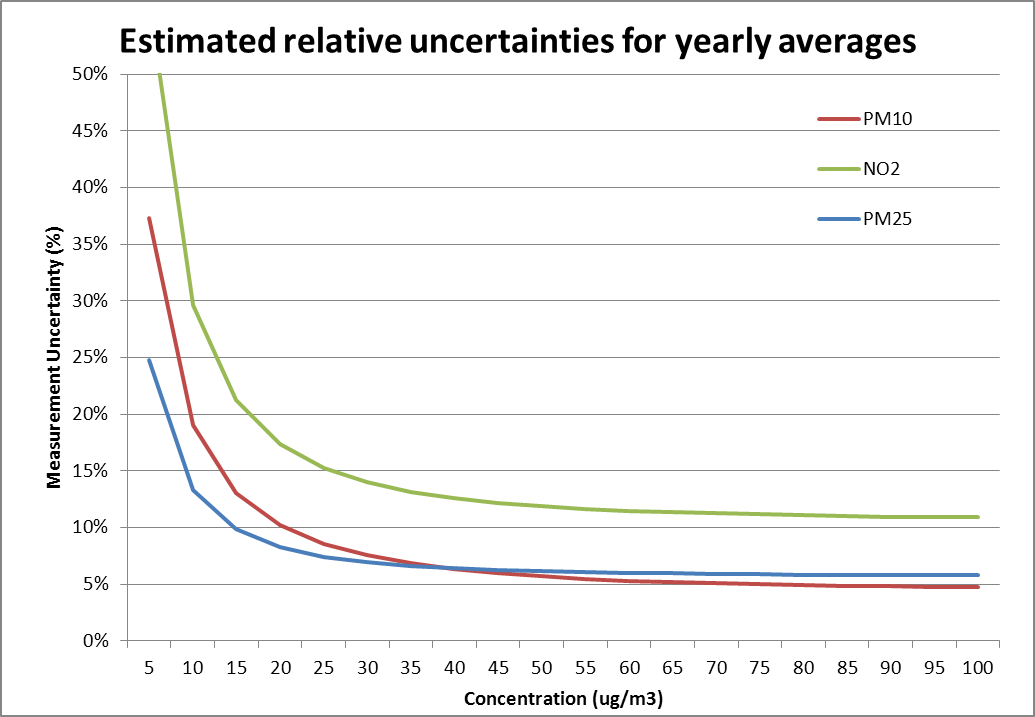 Estimated relative uncertainties for yearly averages
50%
45%
40%
35%
30%
25%
20%
15%
10%
5%
0%
Measurement Uncertainty (%)
PM10
NO2
PM25
5 10 15 20 25 30 35 40 45 50 55 60 65 70 75 80 85 90 95 100
Concentration (ug/m3)